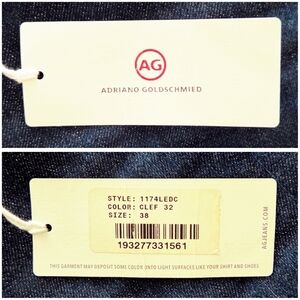 AG
ADRIANO GOLDSCHMIED
STYLE: 1174LEDC
COLOR: CLEF 32
SIZE: 38
193277331561
AGJEANS.COM
THIS GARMENT MAY DEPOSIT SOME COLOR ONTO LIGHT SURFACES LIKE YOUR SHIRT AND SHOES